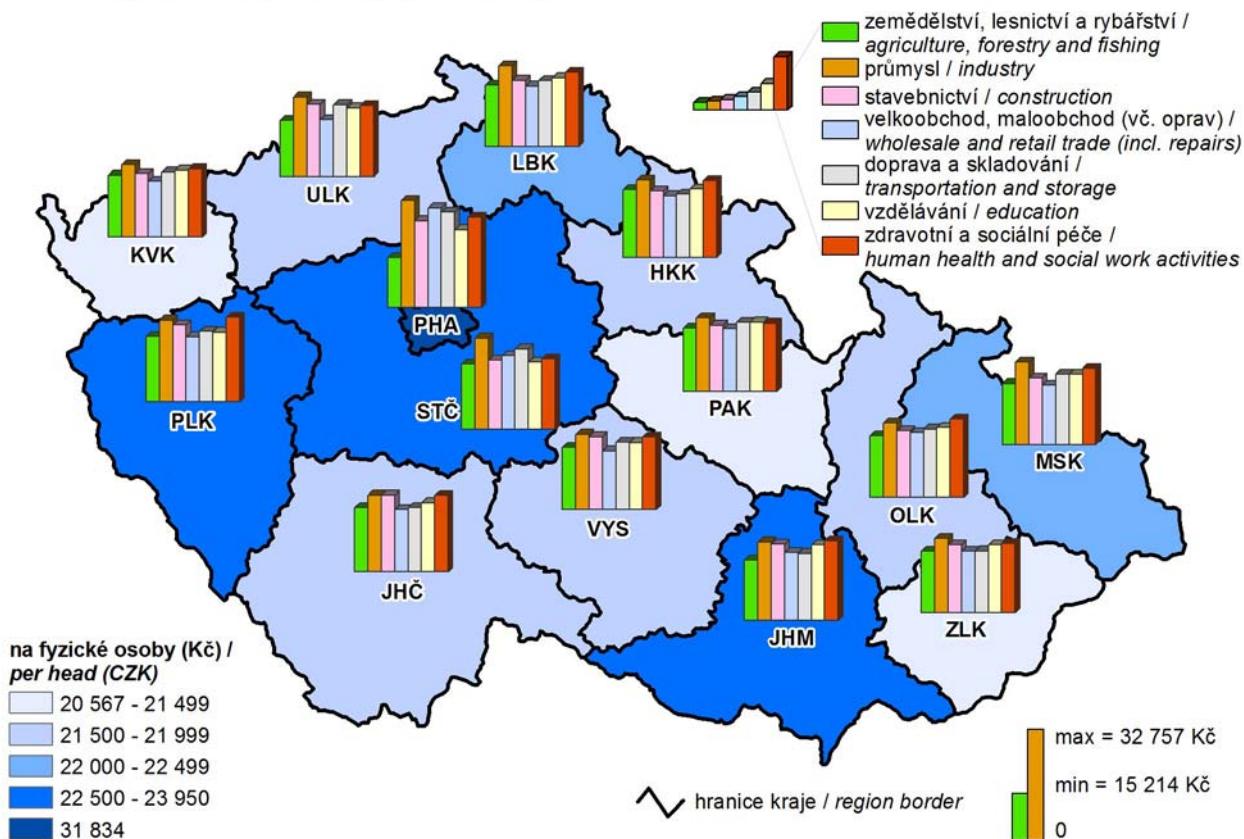 zemědělství, lesnictví a rybářství /
agriculture, forestry and fishing
průmysl / industry
stavebnictví / construction
velkoobchod, maloobchod (vč. oprav) /
wholesale and retail trade (incl. repairs)
doprava a skladování /
transportation and storage
vzdělávání / education
zdravotní a sociální péče /
human health and social work activities
LBK
ULK
KVK
HKK
PHA
PAK
STČ
PLK
MSK
OLK
VYS
JHČ
JHM
ZLK
na fyzické osoby (Kč) /
per head (CZK)
20 567 - 21 499
21 500 - 21 999
22 000 - 22 499
22 500 - 23 950
31 834
hranice kraje / region border
max = 32 757 Kč
min = 15 214 Kč
0